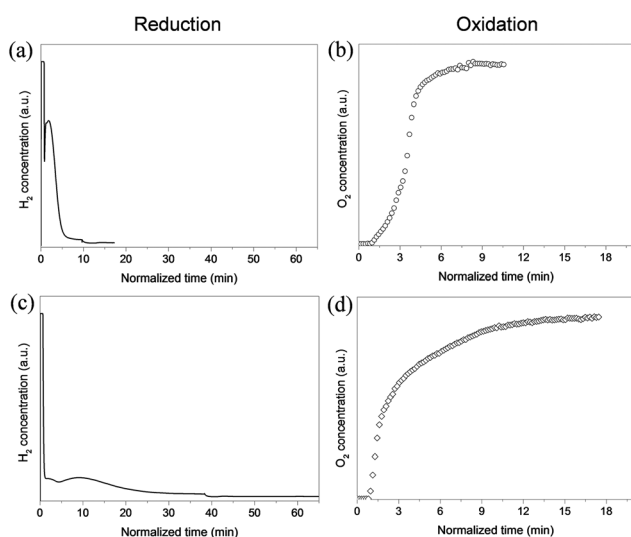 Reduction
Oxidation
(a)
H2 concentration (a.u.)
0 10 20 30 40 50 60
Normalized time (min)
(b)
O2 concentration (a.u.)
0 3 6 9 12 15 18
Normalized time (min)
(c)
H2 concentration (a.u.)
0 10 20 30 40 50 60
Normalized time (min)
(d)
O2 concentration (a.u.)
0 3 6 9 12 15 18
Normalized time (min)